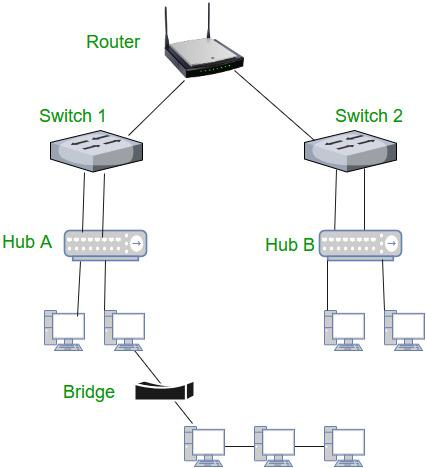 Router
Switch 1
Switch 2
Hub A
Hub B
Bridge